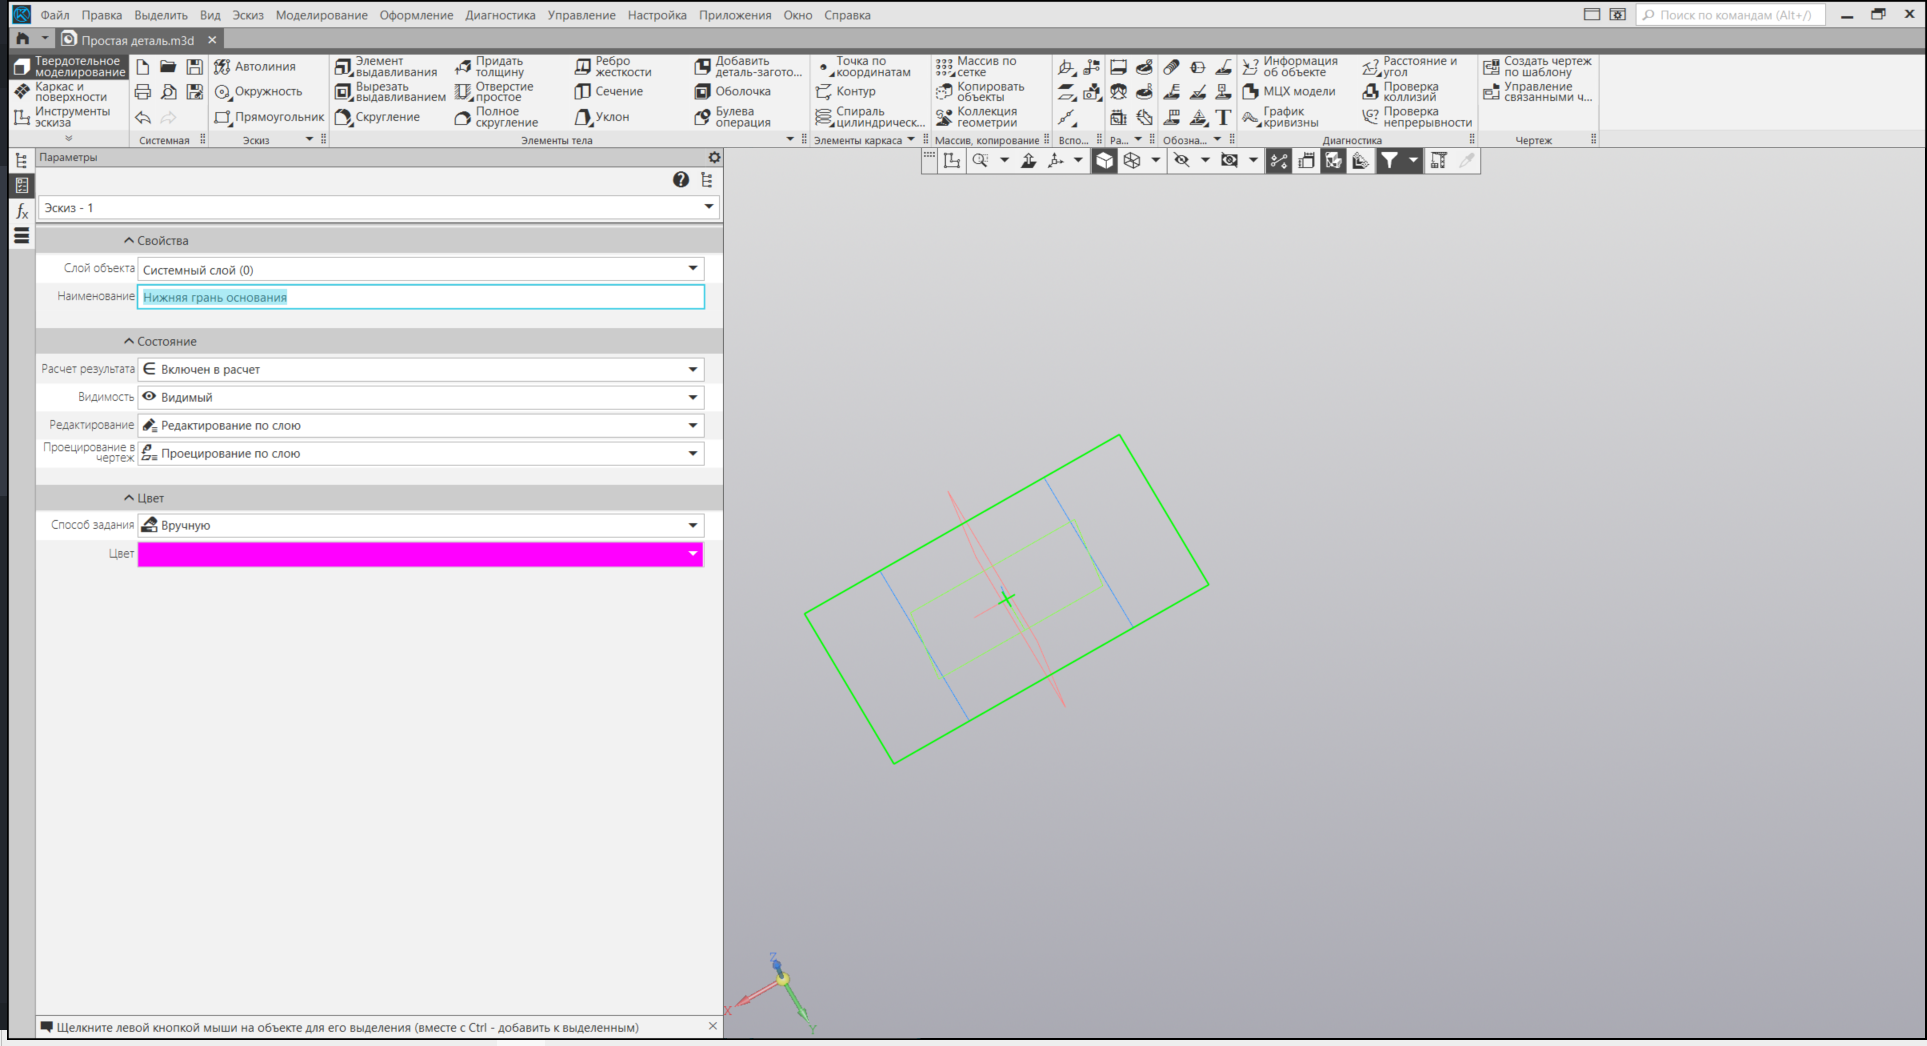 Файл Правка Выделить Вид Эскиз Моделирование Оформление Диагностика Управление Настройка Приложения Окно Справка
Поиск по командам (Alt+/)
Простая деталь.m3d
Твердотельное моделирование
Каркас и поверхности
Инструменты эскиза
Системная
Автолиния
Окружность
Прямоугольник
Эскиз
Элемент выдавливания
Вырезать выдавливанием
Скругление
Придать толщину
Отверстие простое
Полное скругление
Ребро жесткости
Сечение
Уклон
Добавить деталь-загото...
Оболочка
Булева операция
Элементы тела
Точка по координатам
Контур
Спираль цилиндрическ...
Элементы каркаса
Массив по сетке
Копировать объекты
Коллекция геометрии
Массив, копирование
Вспо...
Ра...
Обозна...
Информация об объекте
МЦХ модели
График кривизны
Расстояние и угол
Проверка коллизий
Проверка непрерывности
Диагностика
Создать чертеж по шаблону
Управление связанными ч...
Чертеж
Параметры
Эскиз - 1
Свойства
Слой объекта Системный слой (0)
Наименование Нижняя грань основания
Состояние
Расчет результата Включен в расчет
Видимость Видимый
Редактирование Редактирование по слою
Проецирование в чертеж Проецирование по слою
Цвет
Способ задания Вручную
Цвет
Z
X
Y
Щелкните левой кнопкой мыши на объекте для его выделения (вместе с Ctrl - добавить к выделенным)